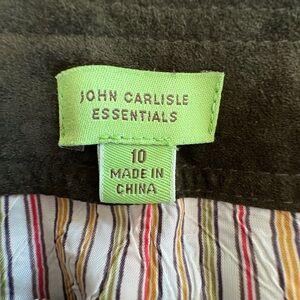 JOHN CARLISLE
ESSENTIALS
10
MADE IN
CHINA